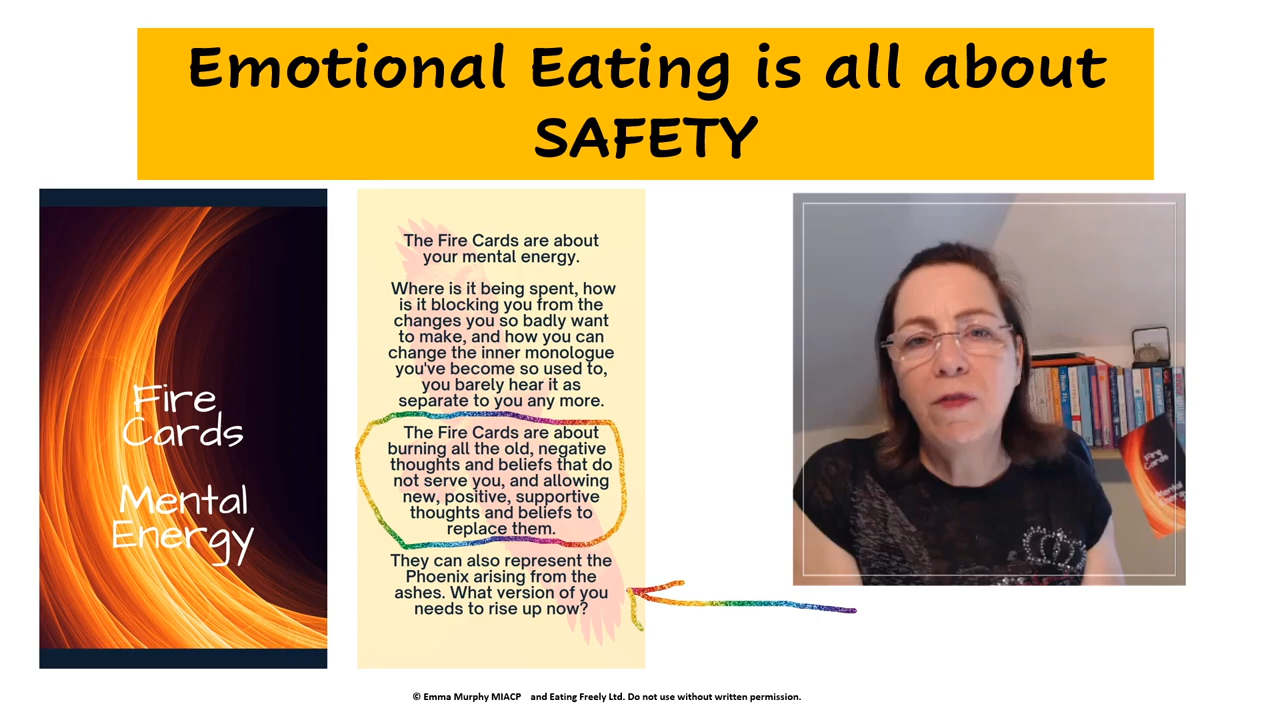 Emotional Eating is all about
SAFETY
Fire
Cards
Mental
Energy
The Fire Cards are about
your mental energy.
Where is it being spent, how
is it blocking you from the
changes you so badly want
to make, and how you can
change the inner monologue
you've become so used to,
you barely hear it as
separate to you any more.
The Fire Cards are about
burning all the old, negative
thoughts and beliefs that do
not serve you, and allowing
new, positive, supportive
thoughts and beliefs to
replace them.
They can also represent the
Phoenix arising from the
ashes. What version of you
needs to rise up now?
Fire
Cards
Mental
Energy
© Emma Murphy MIACP and Eating Freely Ltd. Do not use without written permission.